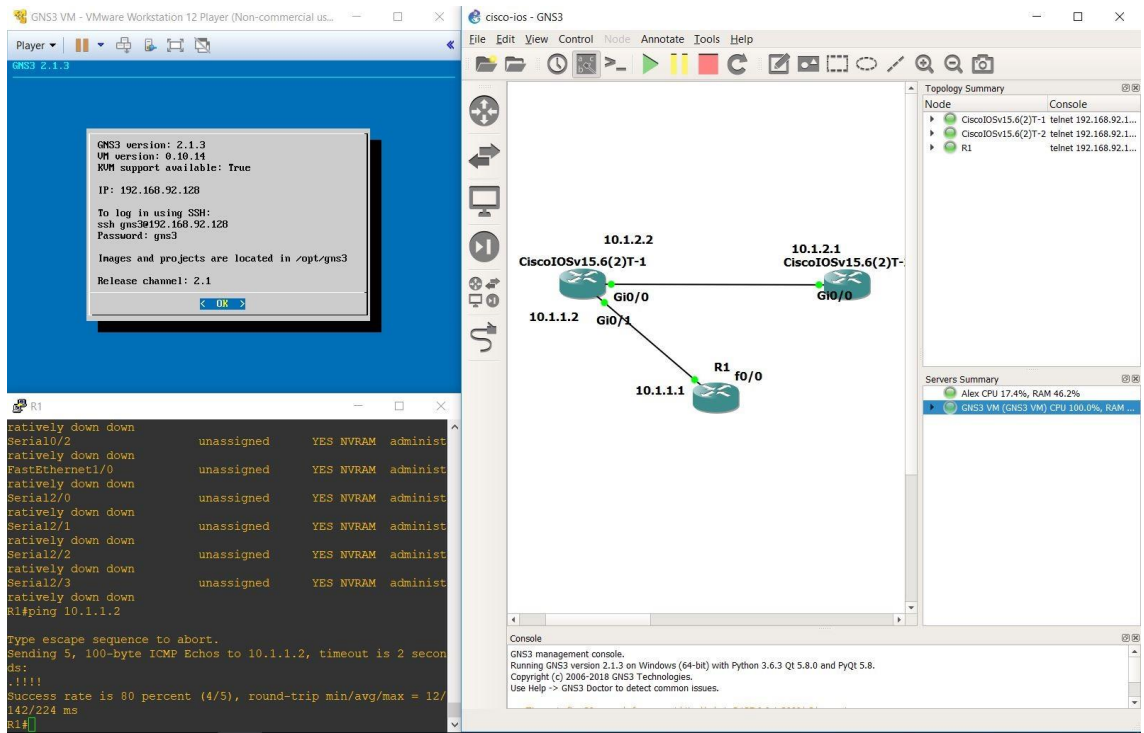 GNS3 VM - VMware Workstation 12 Player (Non-commercial us...
Player
GNS3 2.1.3
GNS3 version: 2.1.3
VM version: 0.10.14
KVM support available: True
IP: 192.168.92.128
To log in using SSH:
ssh gns3@192.168.92.128
Password: gns3
Images and projects are located in /opt/gns3
Release channel: 2.1
< OK >
R1
ratively down down
Serial0/2 unassigned YES NVRAM administ
ratively down down
FastEthernet1/0 unassigned YES NVRAM administ
ratively down down
Serial2/0 unassigned YES NVRAM administ
ratively down down
Serial2/1 unassigned YES NVRAM administ
ratively down down
Serial2/2 unassigned YES NVRAM administ
ratively down down
Serial2/3 unassigned YES NVRAM administ
ratively down down
R1#ping 10.1.1.2
Type escape sequence to abort.
Sending 5, 100-byte ICMP Echos to 10.1.1.2, timeout is 2 secon
ds:
.!!!!
Success rate is 80 percent (4/5), round-trip min/avg/max = 12/
142/224 ms
R1#
cisco-ios - GNS3
File Edit View Control Node Annotate Tools Help
10.1.2.2
CiscoIOSv15.6(2)T-1
10.1.2.1
CiscoIOSv15.6(2)T-
Gi0/0
Gi0/0
10.1.1.2
Gi0/1
R1
f0/0
10.1.1.1
Topology Summary
Node Console
CiscoIOSv15.6(2)T-1 telnet 192.168.92.1...
CiscoIOSv15.6(2)T-2 telnet 192.168.92.1...
R1 telnet 192.168.92.1...
Servers Summary
Alex CPU 17.4%, RAM 46.2%
GNS3 VM (GNS3 VM) CPU 100.0%, RAM ...
Console
GNS3 management console.
Running GNS3 version 2.1.3 on Windows (64-bit) with Python 3.6.3 Qt 5.8.0 and PyQt 5.8.
Copyright (c) 2006-2018 GNS3 Technologies.
Use Help -> GNS3 Doctor to detect common issues.